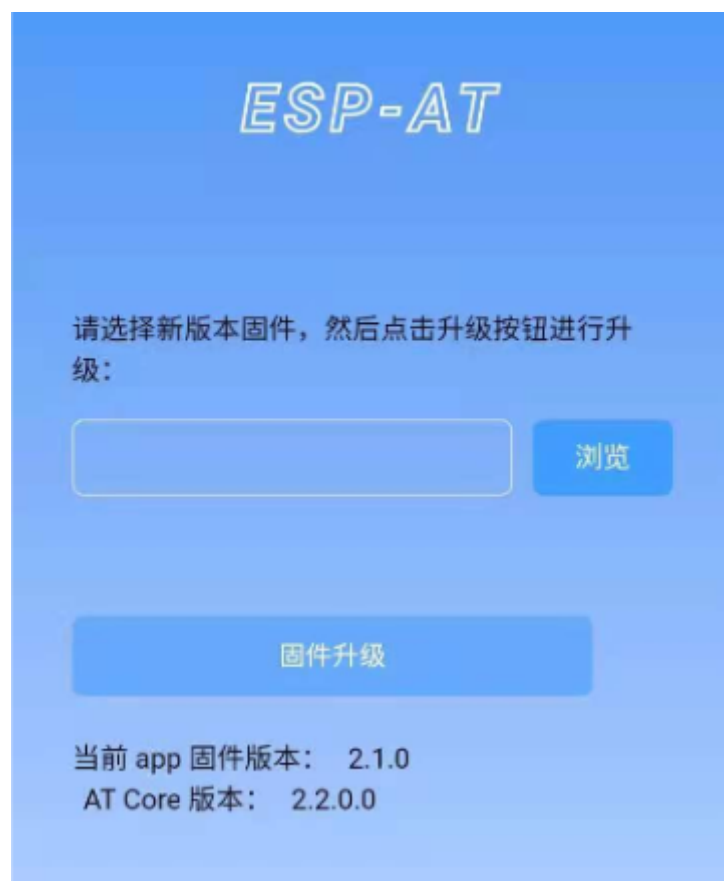 ESP-AT
请选择新版本固件，然后点击升级按钮进行升
级：
浏览
固件升级
当前 app 固件版本： 2.1.0
AT Core 版本： 2.2.0.0